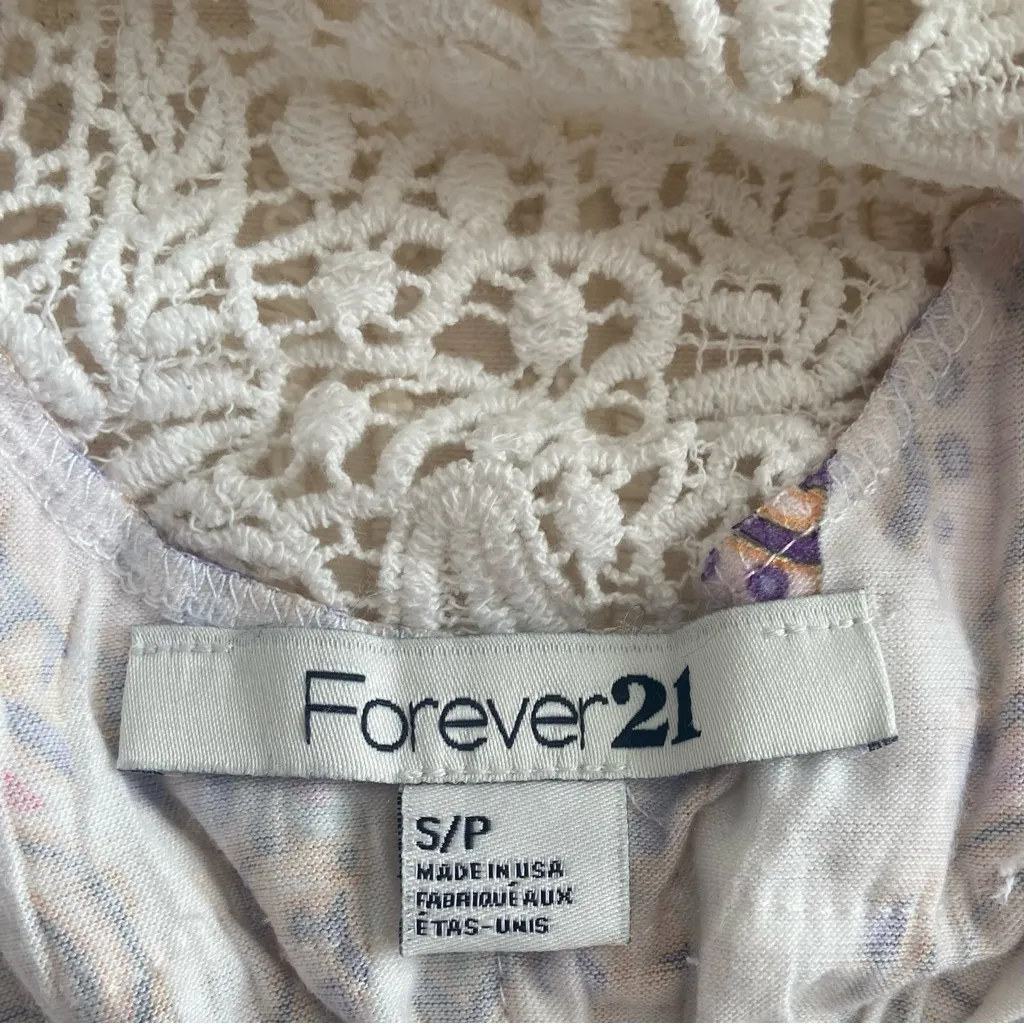 Forever21
S/P
MADE IN USA
FABRIQUÉ AUX
ÉTAS-UNIS